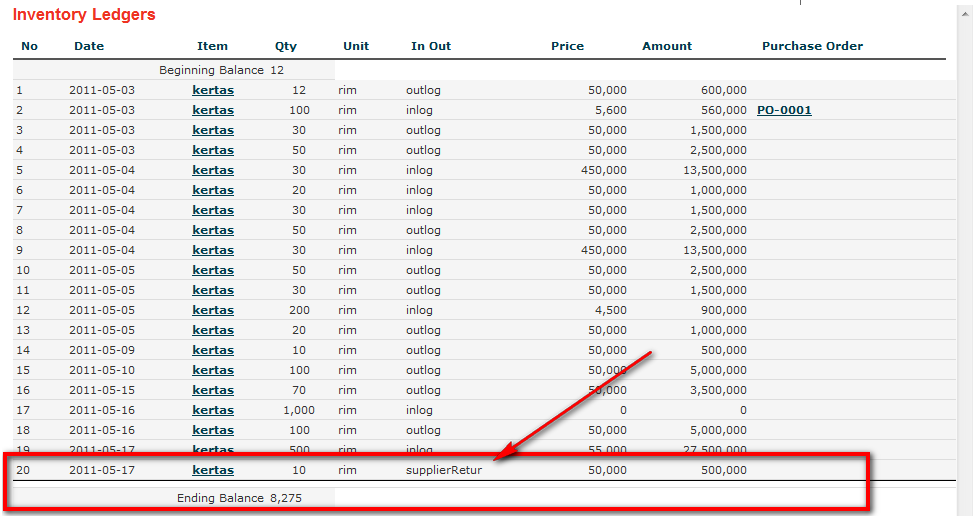 Inventory Ledgers
No Date Item Qty Unit In Out Price Amount Purchase Order
Beginning Balance 12
1 2011-05-03 kertas 12 rim outlog 50,000 600,000
2 2011-05-03 kertas 100 rim inlog 5,600 560,000 PO-0001
3 2011-05-03 kertas 30 rim outlog 50,000 1,500,000
4 2011-05-03 kertas 50 rim outlog 50,000 2,500,000
5 2011-05-04 kertas 30 rim inlog 450,000 13,500,000
6 2011-05-04 kertas 20 rim inlog 50,000 1,000,000
7 2011-05-04 kertas 30 rim inlog 50,000 1,500,000
8 2011-05-04 kertas 50 rim outlog 50,000 2,500,000
9 2011-05-04 kertas 30 rim inlog 450,000 13,500,000
10 2011-05-05 kertas 50 rim outlog 50,000 2,500,000
11 2011-05-05 kertas 30 rim outlog 50,000 1,500,000
12 2011-05-05 kertas 200 rim inlog 4,500 900,000
13 2011-05-05 kertas 20 rim outlog 50,000 1,000,000
14 2011-05-09 kertas 10 rim outlog 50,000 500,000
15 2011-05-10 kertas 100 rim outlog 50,000 5,000,000
16 2011-05-15 kertas 70 rim outlog 50,000 3,500,000
17 2011-05-16 kertas 1,000 rim inlog 0 0
18 2011-05-16 kertas 100 rim outlog 50,000 5,000,000
19 2011-05-17 kertas 500 rim inlog 55,000 27,500,000
20 2011-05-17 kertas 10 rim supplierRetur 50,000 500,000
Ending Balance 8,275